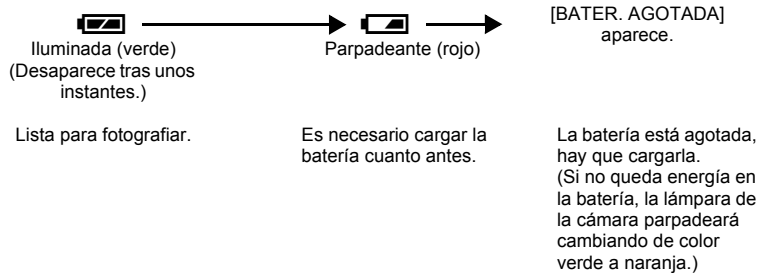 Iluminada (verde)
(Desaparece tras unos
instantes.)
Lista para fotografiar.
Parpadeante (rojo)
Es necesario cargar la
batería cuanto antes.
[BATER. AGOTADA]
aparece.
La batería está agotada,
hay que cargarla.
(Si no queda energía en
la batería, la lámpara de
la cámara parpadeará
cambiando de color
verde a naranja.)